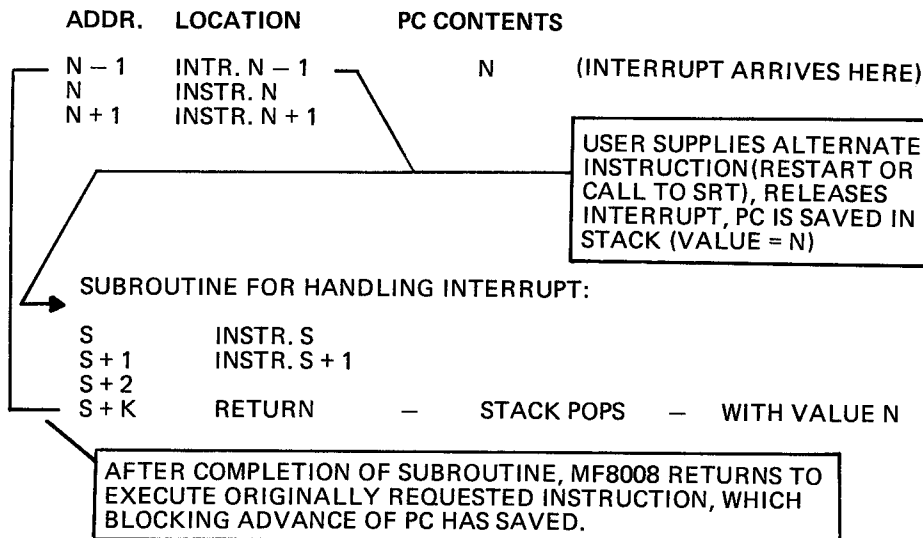 ADDR. LOCATION PC CONTENTS
N – 1 INTR. N – 1 N (INTERRUPT ARRIVES HERE)
N INSTR. N
N + 1 INSTR. N + 1
USER SUPPLIES ALTERNATE
INSTRUCTION(RESTART OR
CALL TO SRT), RELEASES
INTERRUPT, PC IS SAVED IN
STACK (VALUE = N)
SUBROUTINE FOR HANDLING INTERRUPT:
S INSTR. S
S + 1 INSTR. S + 1
S + 2
S + K RETURN – STACK POPS – WITH VALUE N
AFTER COMPLETION OF SUBROUTINE, MF8008 RETURNS TO
EXECUTE ORIGINALLY REQUESTED INSTRUCTION, WHICH
BLOCKING ADVANCE OF PC HAS SAVED.